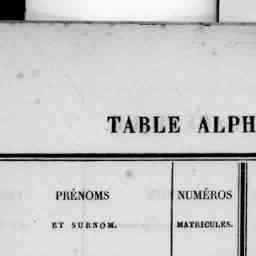 TABLE ALPH
PRÉNOMS
ET SURNOM.
NUMÉROS
MATRICULES.